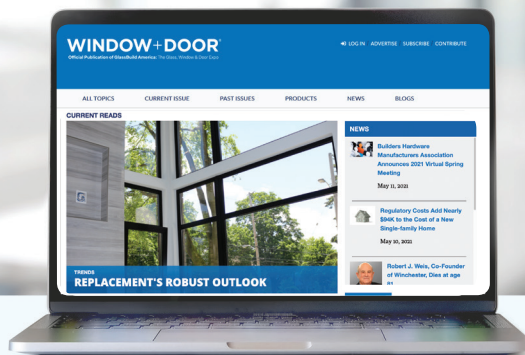 WINDOW+DOOR®
Official Publication of GlassBuild America: The Glass, Window & Door Expo
LOG IN ADVERTISE SUBSCRIBE CONTRIBUTE
ALL TOPICS CURRENT ISSUE PAST ISSUES PRODUCTS NEWS BLOGS
CURRENT READS
TRENDS
REPLACEMENT'S ROBUST OUTLOOK
NEWS
Builders Hardware
Manufacturers Association
Announces 2021 Virtual Spring
Meeting
May 11, 2021
Regulatory Costs Add Nearly
$94K to the Cost of a New
Single-family Home
May 10, 2021
Robert J. Weis, Co-Founder
of Winchester, Dies at age